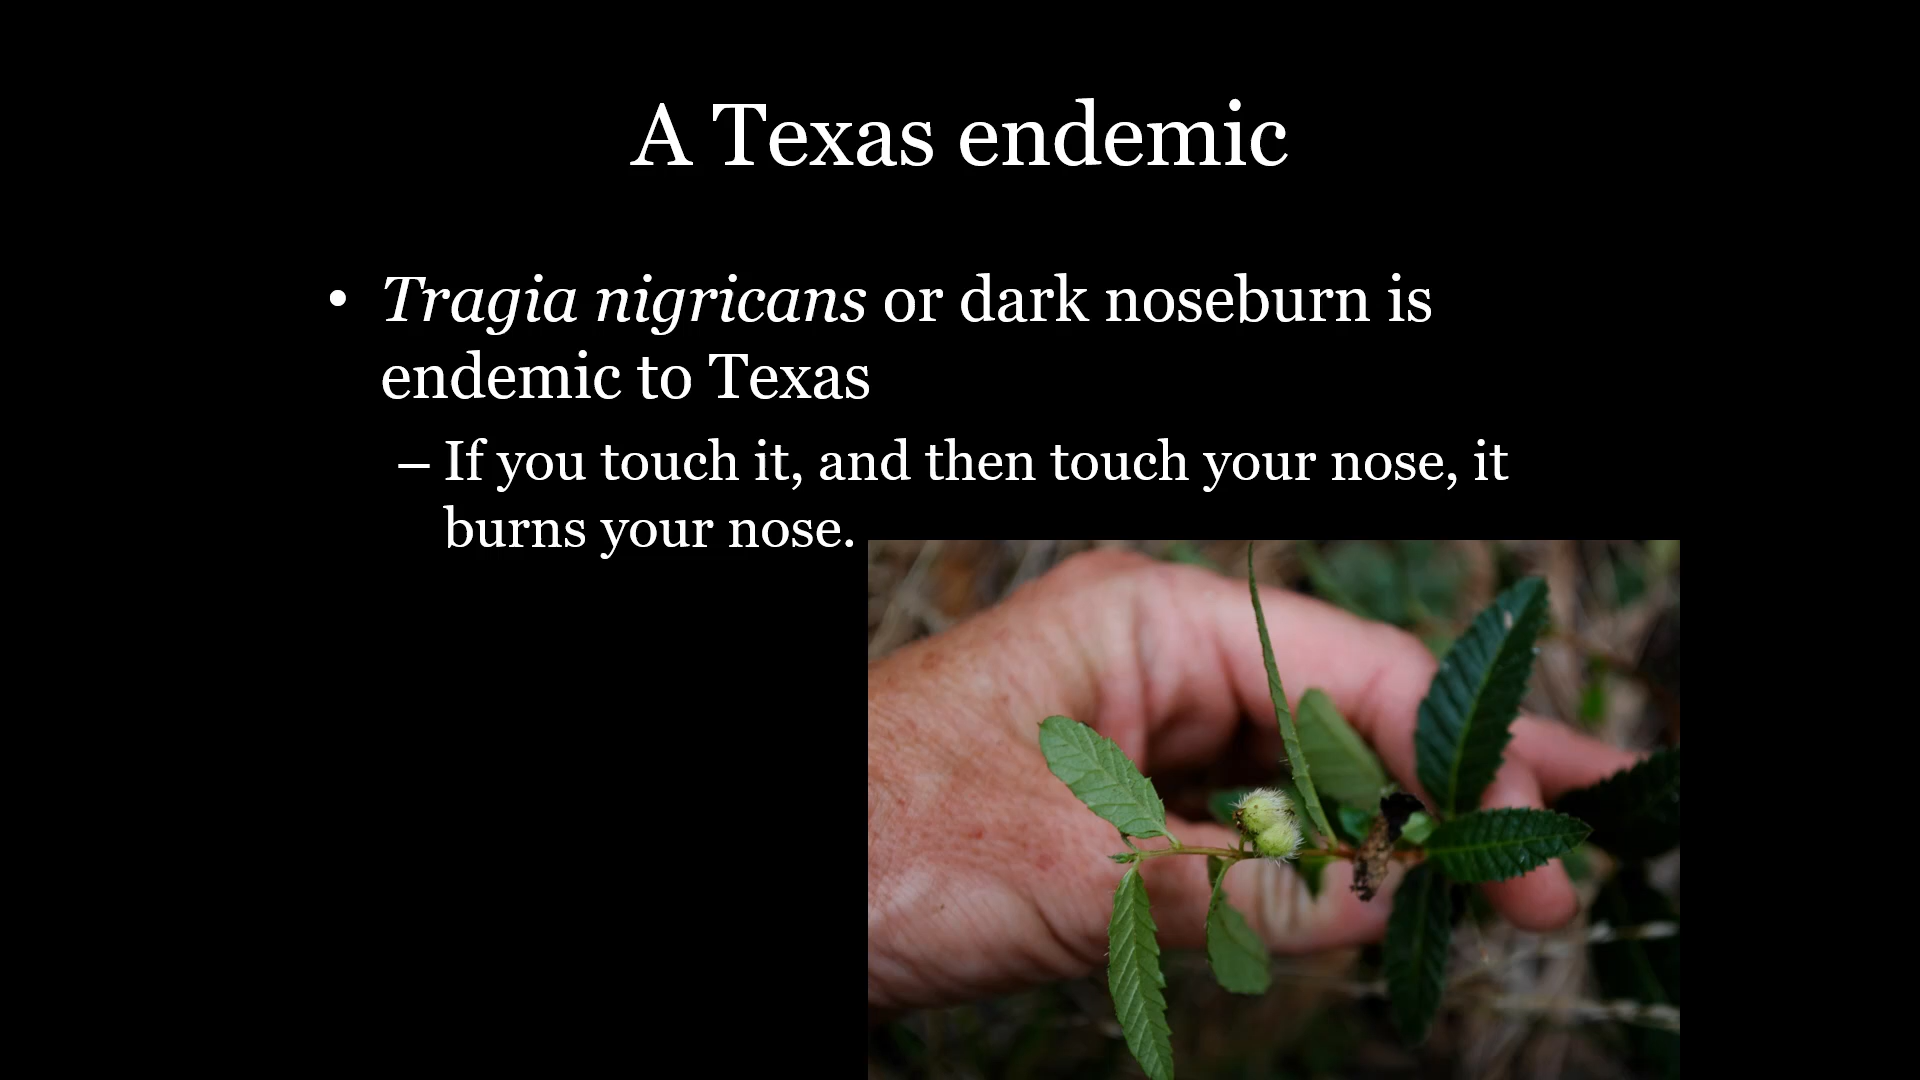 A Texas endemic
• Tragia nigricans or dark noseburn is
endemic to Texas
– If you touch it, and then touch your nose, it
burns your nose.